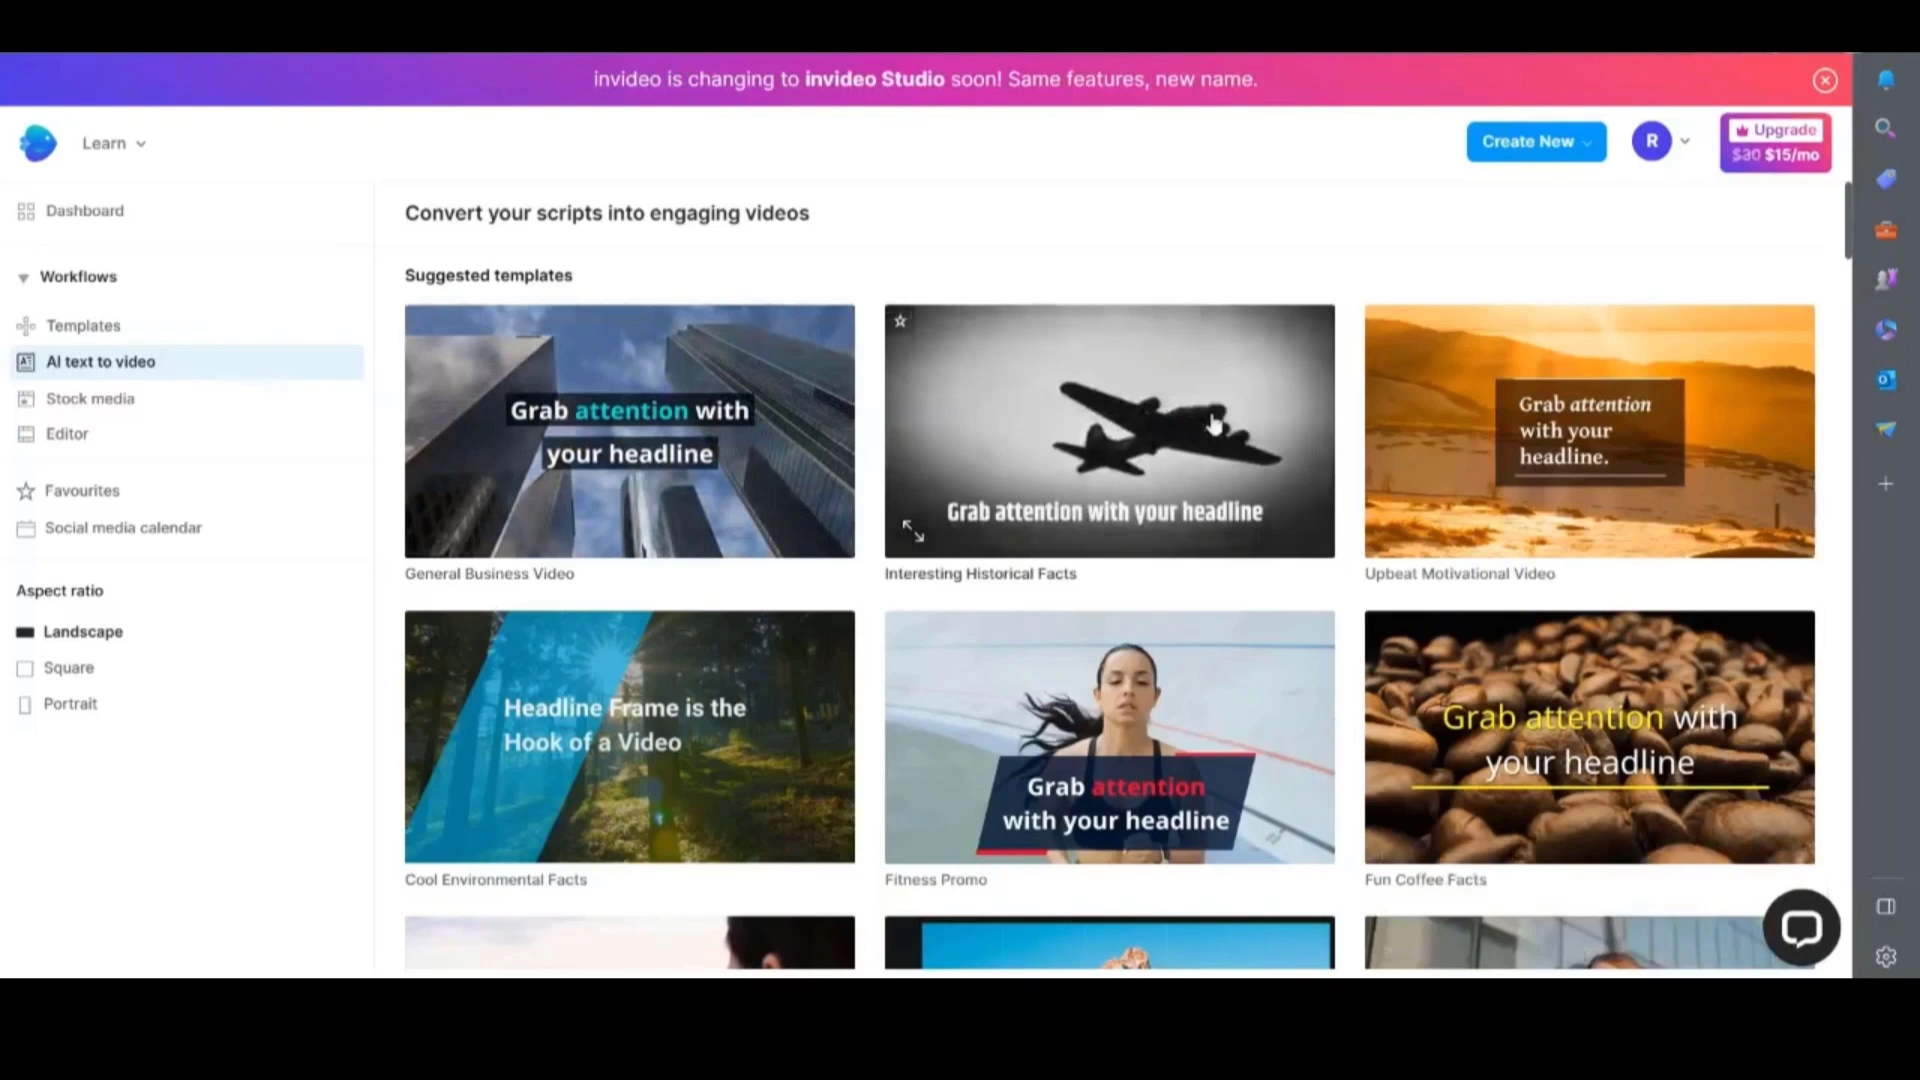 invideo is changing to invideo Studio soon! Same features, new name.
Learn
Create New
R
Upgrade
$30 $15/mo
Dashboard
Workflows
Templates
AI text to video
Stock media
Editor
Favourites
Social media calendar
Aspect ratio
Landscape
Square
Portrait
Convert your scripts into engaging videos
Suggested templates
Grab attention with
your headline
General Business Video
Grab attention with your headline
Interesting Historical Facts
Grab attention
with your
headline.
Upbeat Motivational Video
Headline Frame is the
Hook of a Video
Cool Environmental Facts
Grab attention
with your headline
Fitness Promo
Grab attention with
your headline
Fun Coffee Facts